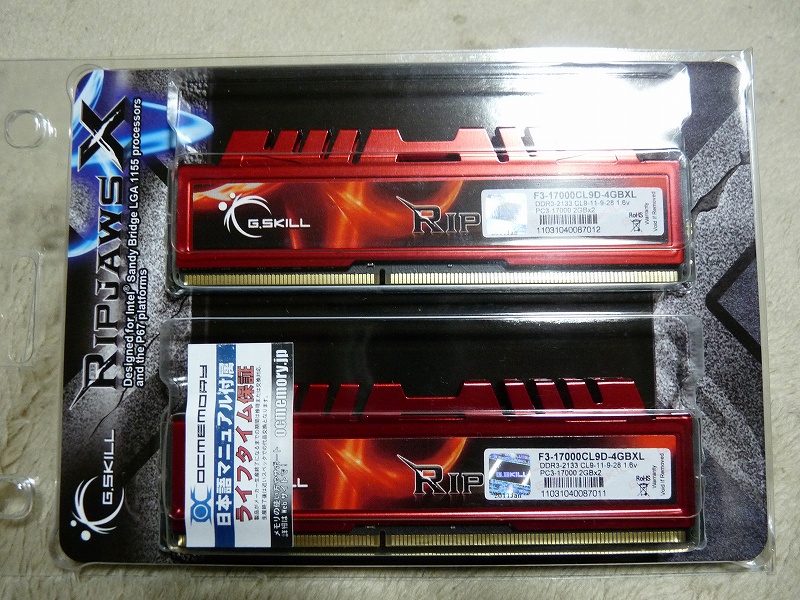 RIPJAWS X
Designed for Intel® Sandy Bridge LGA 1155 processors
and the P67 platforms
G.SKILL
G.SKILL
RIP
F3-17000CL9D-4GBXL
DDR3-2133 CL9-11-9-28 1.6v
PC3-17000 2GBx2
11031040087012
RoHS
Warranty
Void if Removed
OCMEMORY
日本語マニュアル付属
ライフタイム保証
ocmemory.jp
RIP
F3-17000CL9D-4GBXL
DDR3-2133 CL9-11-9-28 1.6v
PC3-17000 2GBx2
11031040087011
G.SKILL
2011Jan
RoHS
Warranty
Void if Removed